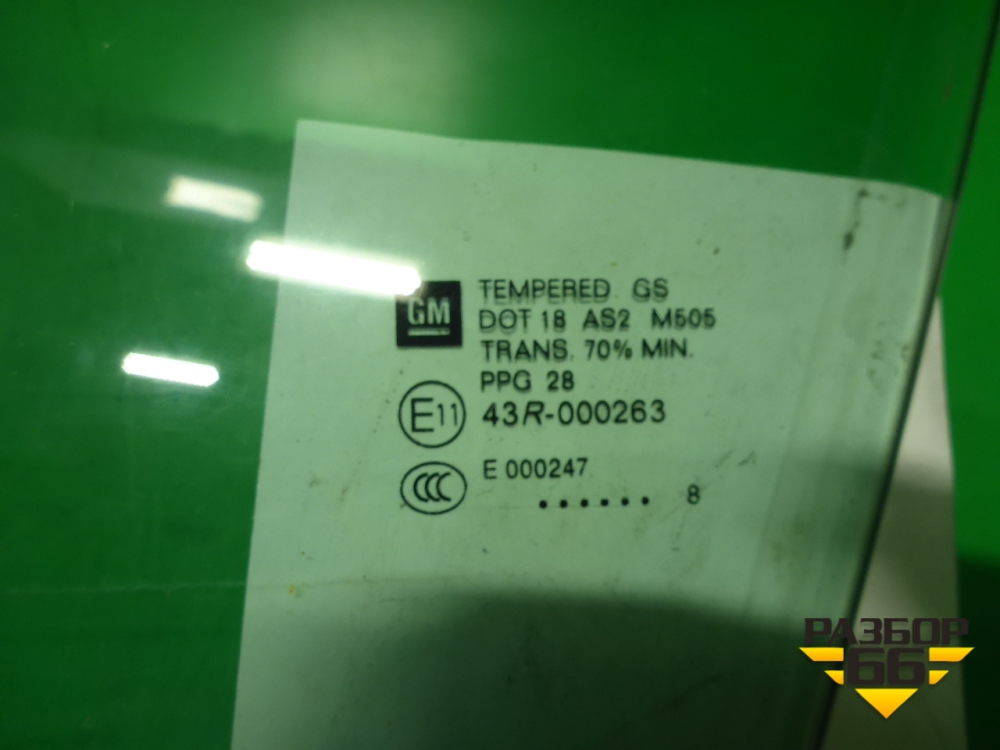 GM
TEMPERED GS
DOT 18 AS2 M505
TRANS. 70% MIN.
PPG 28
E11 43R-000263
CCC E 000247
...... 8
РАЗБОР
66